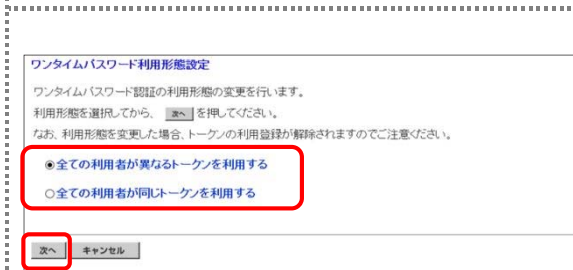 ワンタイムパスワード利用形態設定
ワンタイムパスワード認証の利用形態の変更を行います。
利用形態を選択してから、 次へ を押してください。
なお、利用形態を変更した場合、トークンの利用登録が解除されますのでご注意ください。
◉全ての利用者が異なるトークンを利用する
○全ての利用者が同じトークンを利用する
次へ キャンセル